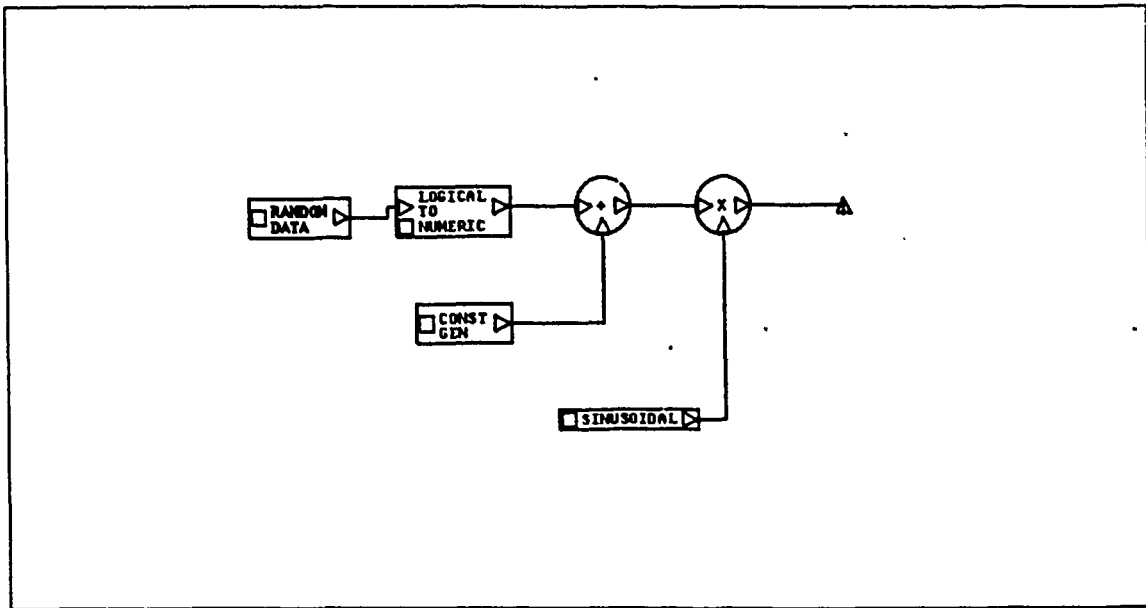 RANDOM
DATA
LOGICAL
TO
NUMERIC
+
X
CONST
GEN
SINUSOIDAL